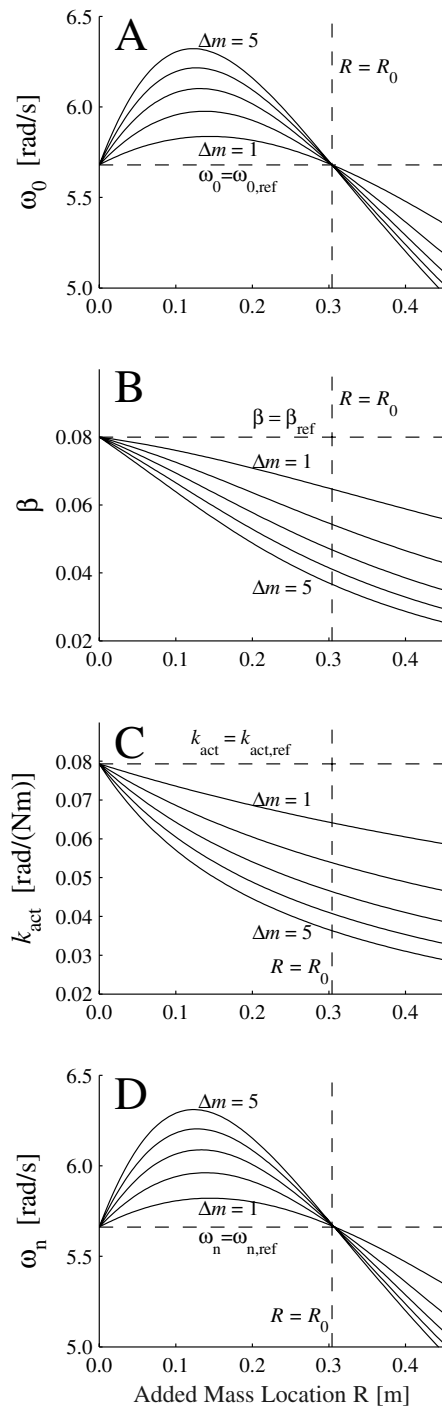 A
6.5
6.0
5.5
5.0
0.0 0.1 0.2 0.3 0.4
ω0 [rad/s]
Δm = 5
R = R0
Δm = 1
ω0=ω0,ref
B
0.08
0.06
0.04
0.02
0.0 0.1 0.2 0.3 0.4
β
R = R0
β = βref
Δm = 1
Δm = 5
C
0.08
0.07
0.06
0.05
0.04
0.03
0.02
0.0 0.1 0.2 0.3 0.4
kact [rad/(Nm)]
kact = kact,ref
Δm = 1
Δm = 5
R = R0
D
6.5
6.0
5.5
5.0
0.0 0.1 0.2 0.3 0.4
ωn [rad/s]
Δm = 5
Δm = 1
ωn=ωn,ref
R = R0
Added Mass Location R [m]